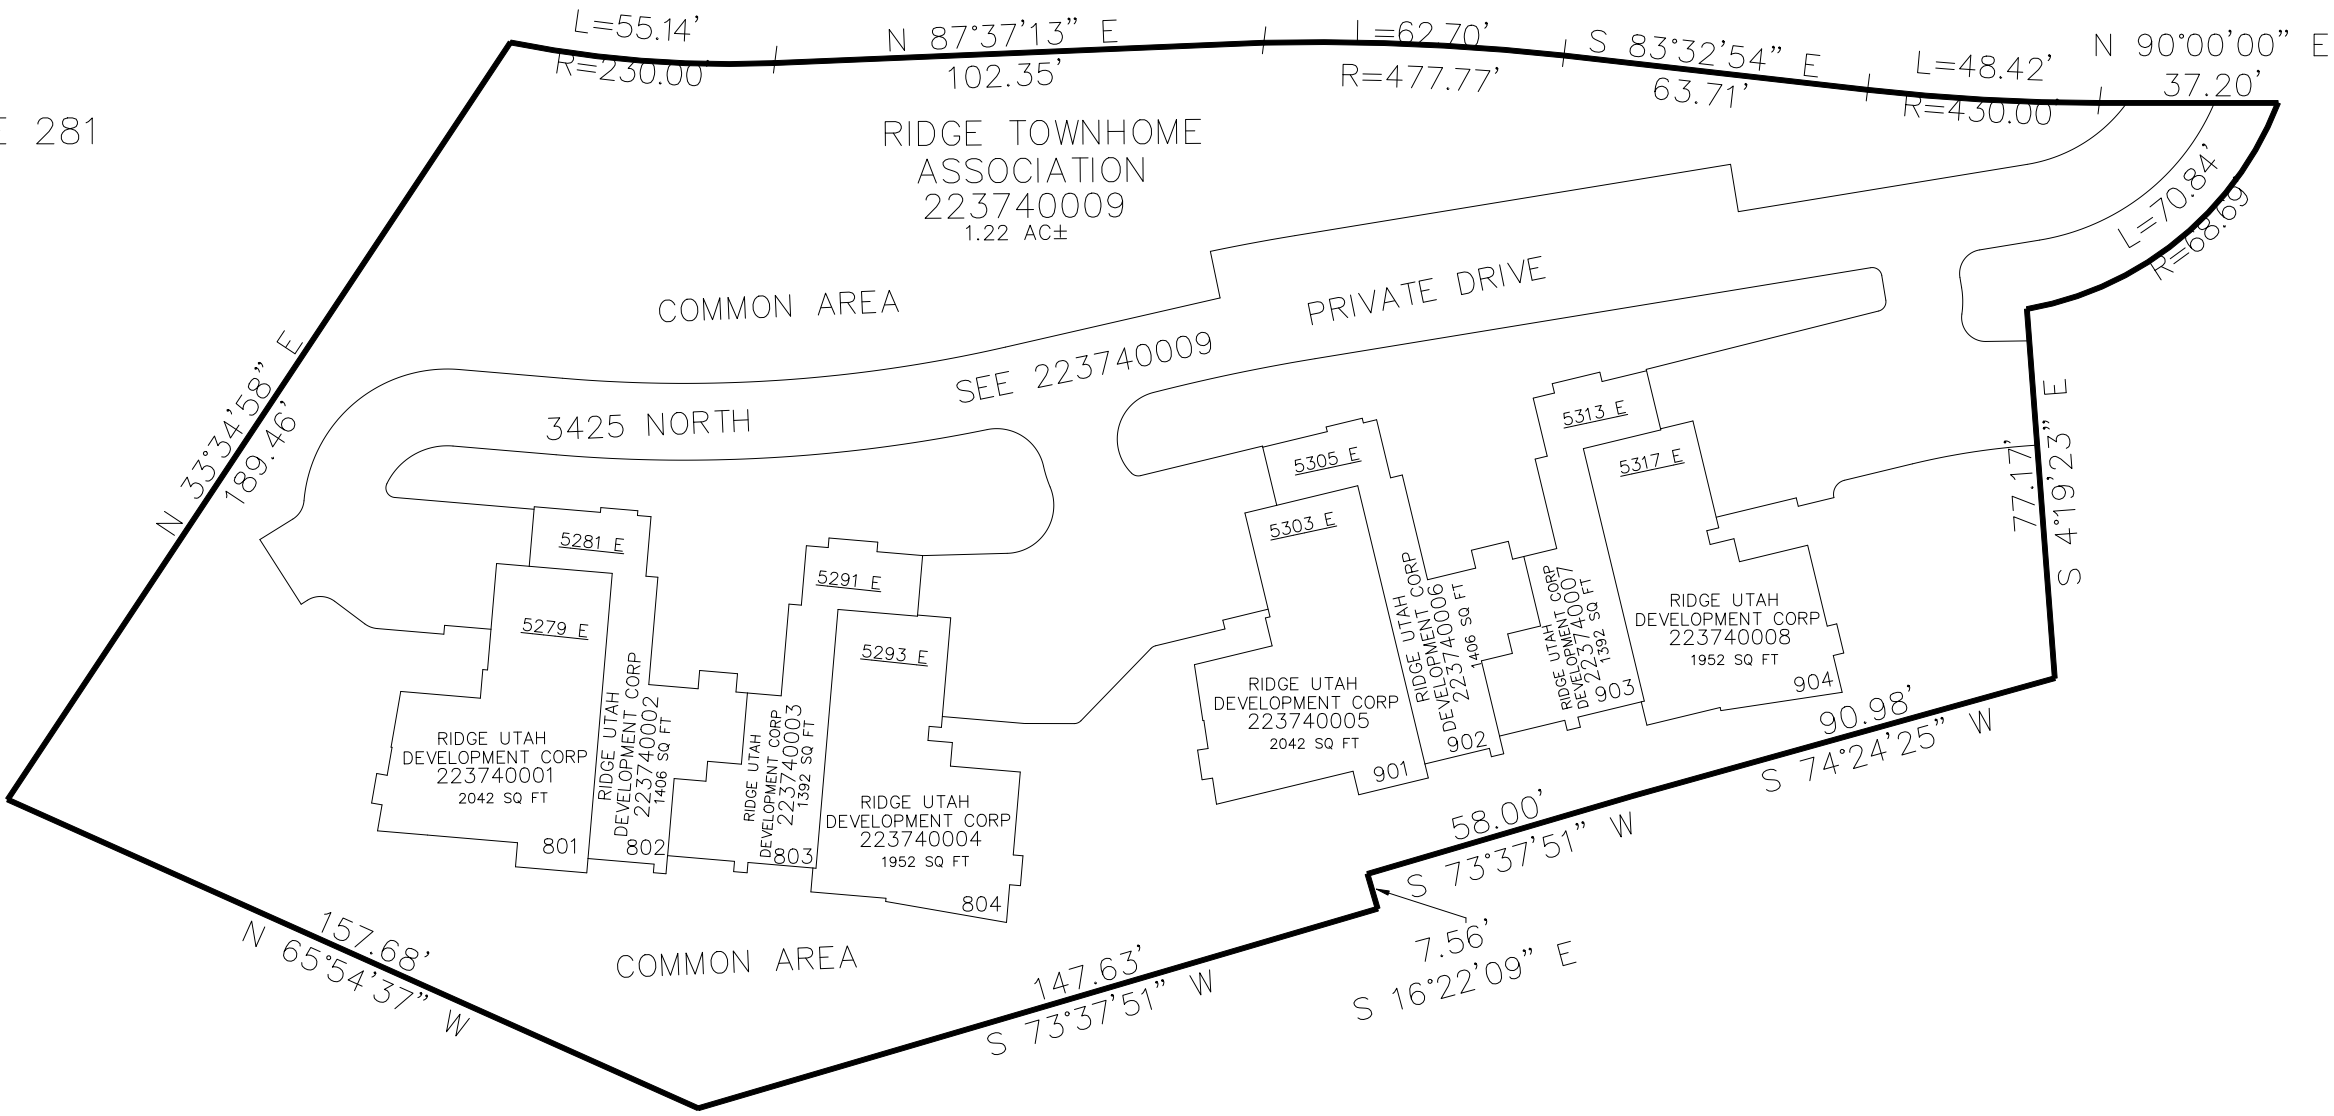 L=55.14'
R=230.00'
N 87°37'13" E
102.35'
L=62.70'
R=477.77'
S 83°32'54" E
63.71'
L=48.42'
R=430.00'
N 90°00'00" E
37.20'
281
RIDGE TOWNHOME
ASSOCIATION
223740009
1.22 AC±
L=70.84'
R=68.69
COMMON AREA
PRIVATE DRIVE
SEE 223740009
3425 NORTH
N 33°34'58" E
189.46'
77.17'
S 4°19'23" E
5281 E
5279 E
5291 E
5293 E
5305 E
5303 E
5313 E
5317 E
RIDGE UTAH
DEVELOPMENT CORP
223740001
2042 SQ FT
801
RIDGE UTAH
DEVELOPMENT CORP
223740002
1406 SQ FT
802
RIDGE UTAH
DEVELOPMENT CORP
223740003
1392 SQ FT
803
RIDGE UTAH
DEVELOPMENT CORP
223740004
1952 SQ FT
804
RIDGE UTAH
DEVELOPMENT CORP
223740005
2042 SQ FT
901
RIDGE UTAH
DEVELOPMENT CORP
223740006
1406 SQ FT
902
RIDGE UTAH
DEVELOPMENT CORP
223740007
1392 SQ FT
903
RIDGE UTAH
DEVELOPMENT CORP
223740008
1952 SQ FT
904
90.98'
S 74°24'25" W
58.00'
S 73°37'51" W
7.56'
S 16°22'09" E
147.63'
S 73°37'51" W
COMMON AREA
157.68'
N 65°54'37" W